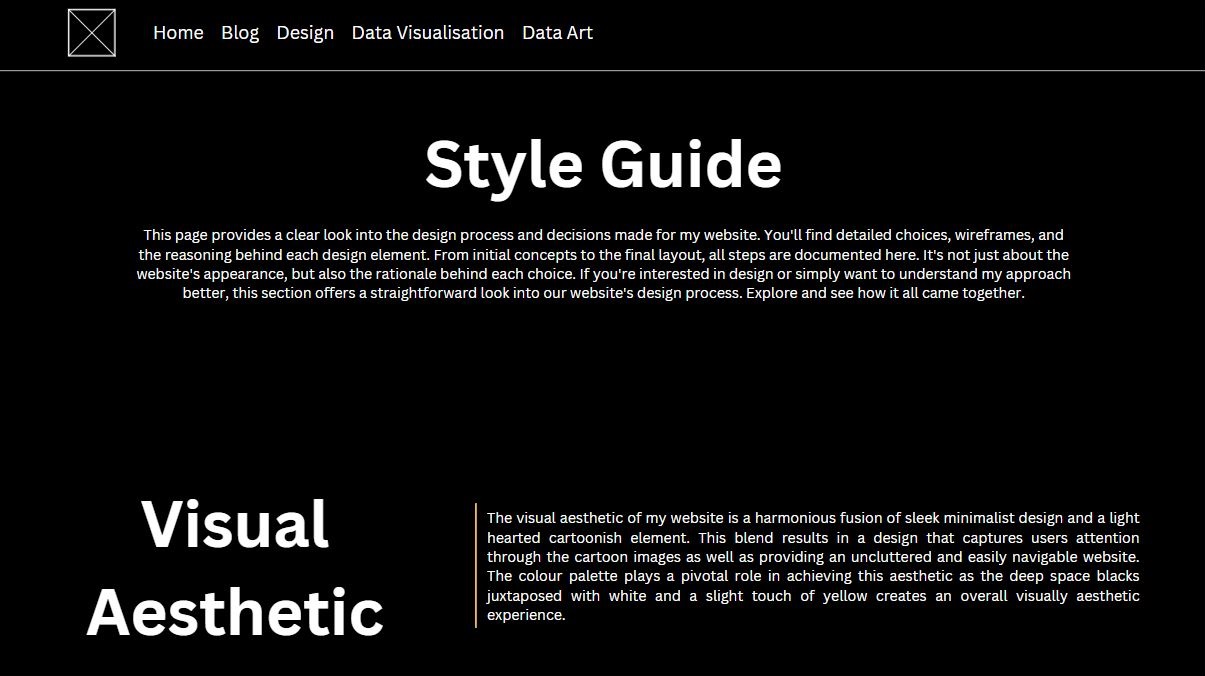 Home Blog Design Data Visualisation Data Art
Style Guide
This page provides a clear look into the design process and decisions made for my website. You'll find detailed choices, wireframes, and
the reasoning behind each design element. From initial concepts to the final layout, all steps are documented here. It's not just about the
website's appearance, but also the rationale behind each choice. If you're interested in design or simply want to understand my approach
better, this section offers a straightforward look into our website's design process. Explore and see how it all came together.
Visual
Aesthetic
The visual aesthetic of my website is a harmonious fusion of sleek minimalist design and a light
hearted cartoonish element. This blend results in a design that captures users attention
through the cartoon images as well as providing an uncluttered and easily navigable website.
The colour palette plays a pivotal role in achieving this aesthetic as the deep space blacks
juxtaposed with white and a slight touch of yellow creates an overall visually aesthetic
experience.